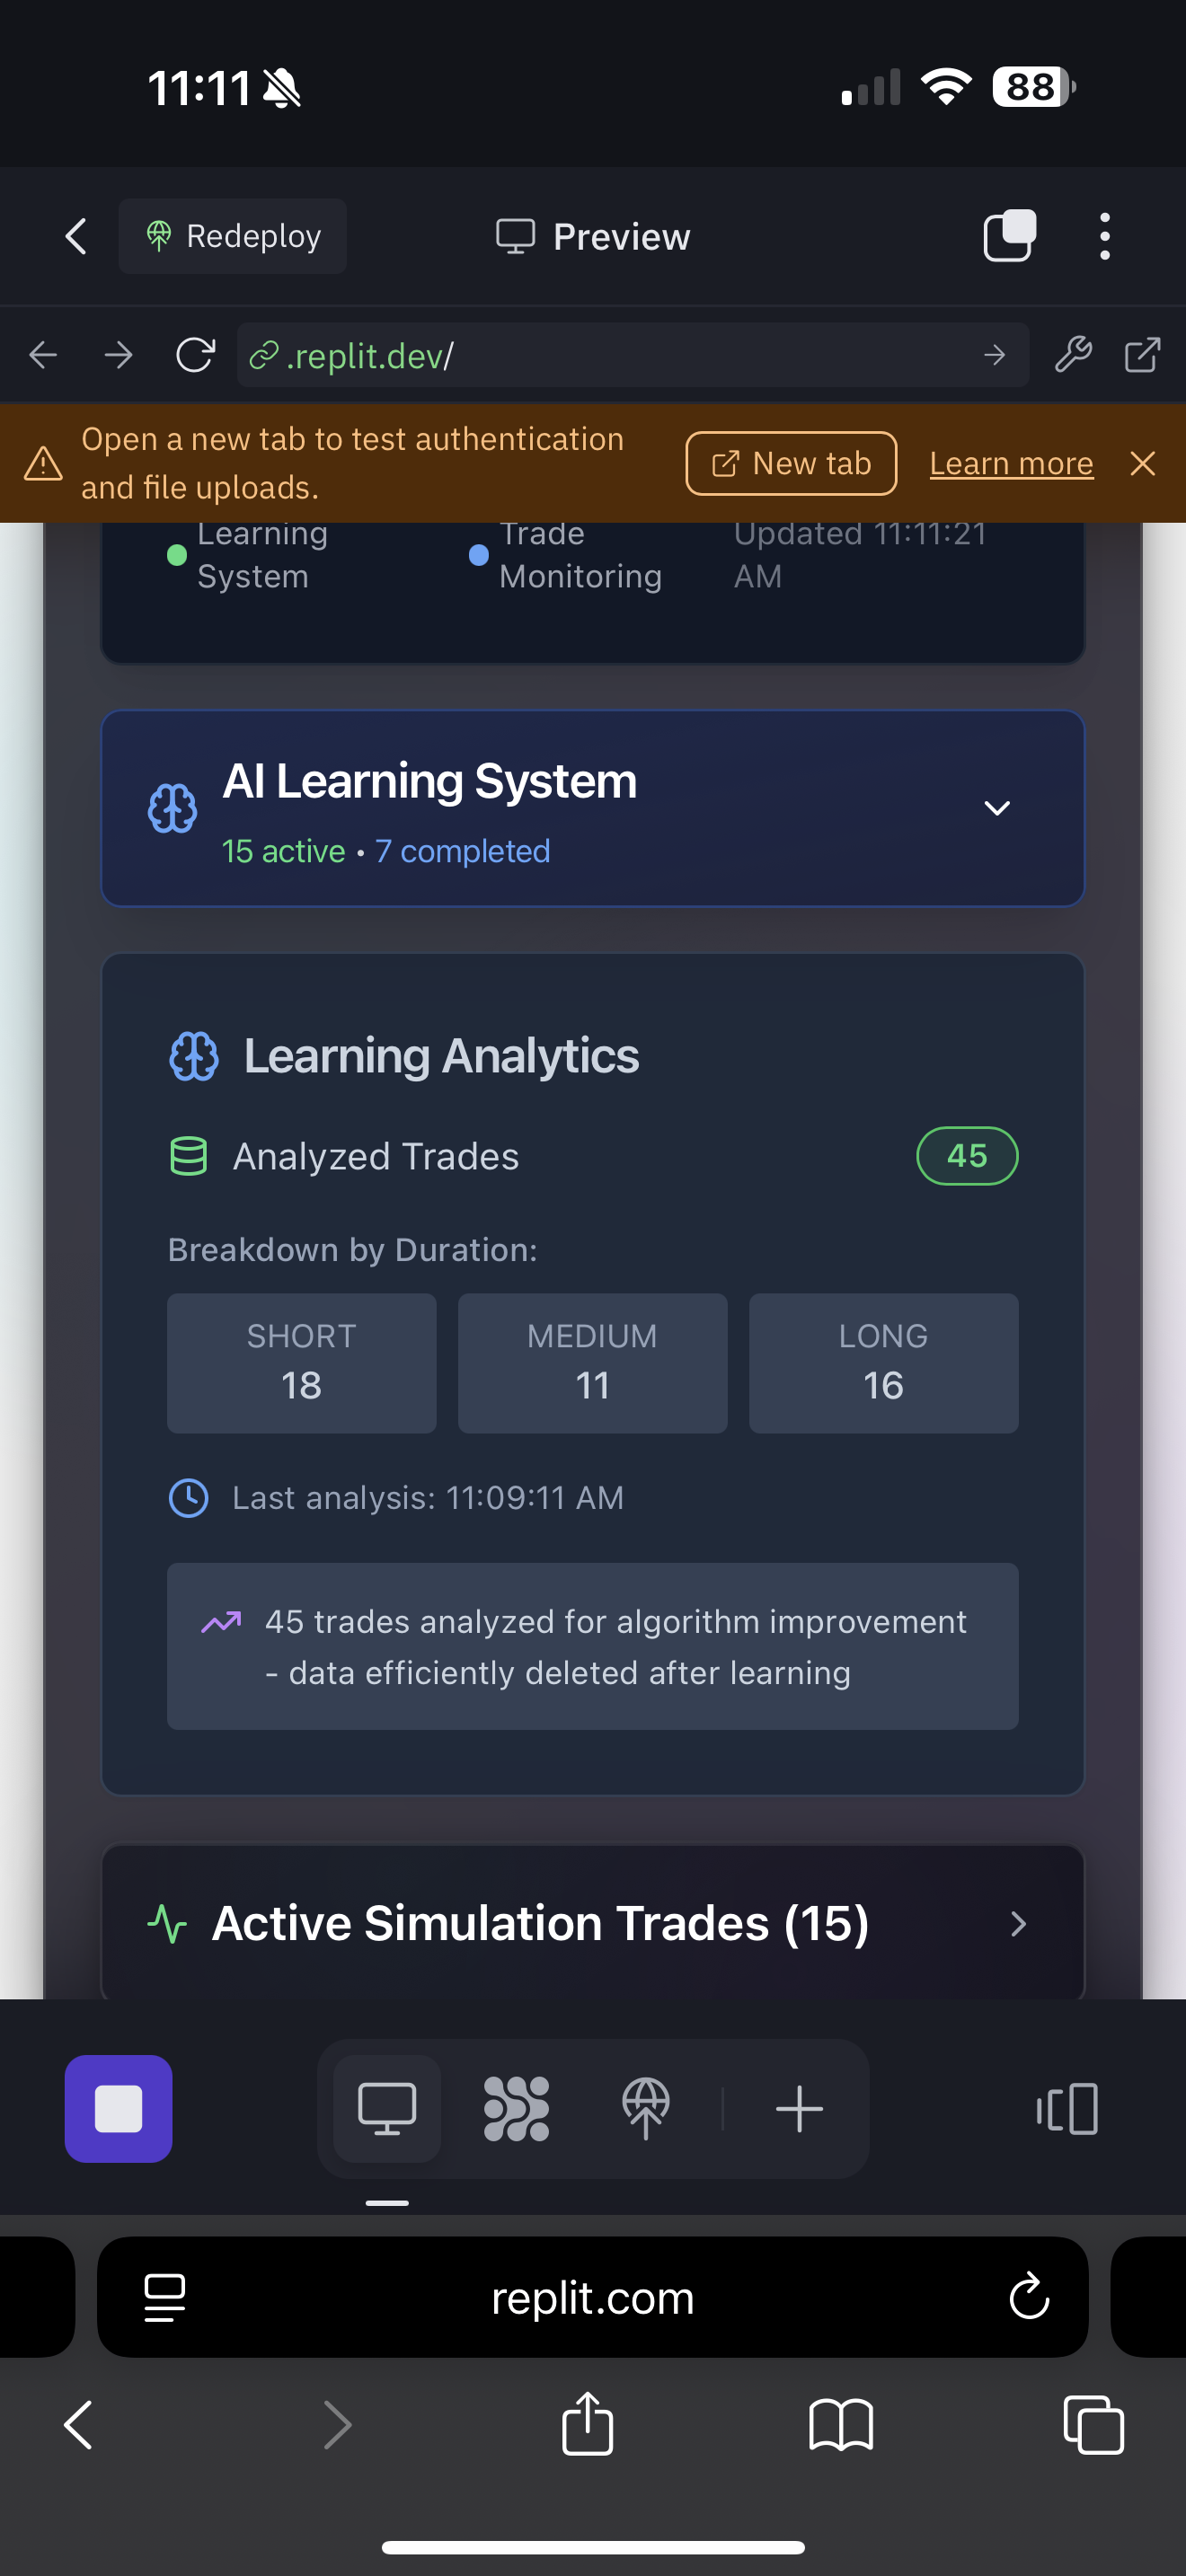 11:11
88
Redeploy
Preview
.replit.dev/
Open a new tab to test authentication
and file uploads.
New tab
Learn more
Learning
System
Trade
Monitoring
Updated 11:11:21
AM
AI Learning System
15 active • 7 completed
Learning Analytics
Analyzed Trades
45
Breakdown by Duration:
SHORT
18
MEDIUM
11
LONG
16
Last analysis: 11:09:11 AM
45 trades analyzed for algorithm improvement
- data efficiently deleted after learning
Active Simulation Trades (15)
replit.com